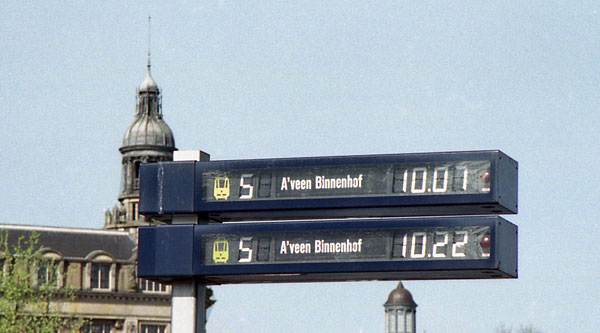 5 A'veen Binnenhof 10.01
5 A'veen Binnenhof 10.22